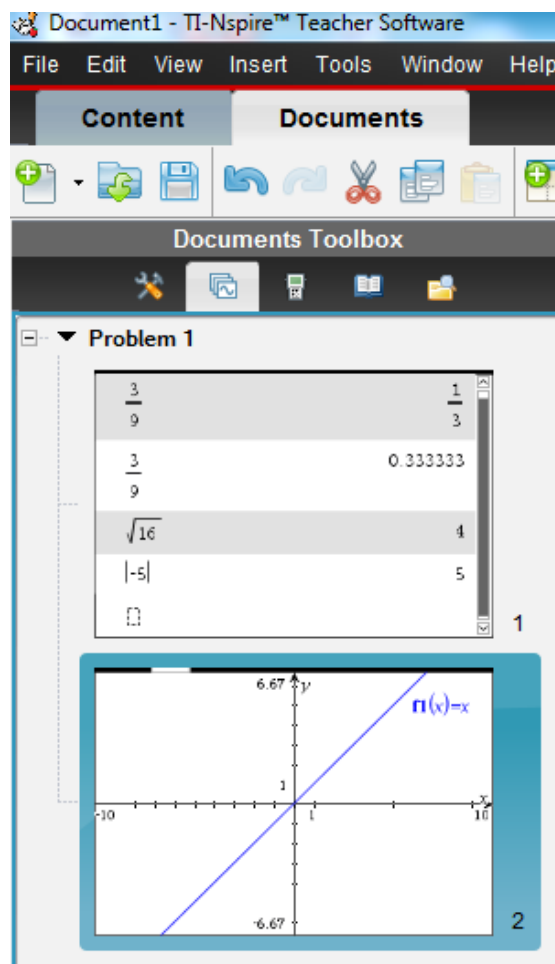 Document1 - TI-Nspire™ Teacher Software
File Edit View Insert Tools Window Help
Content Documents
Documents Toolbox
Problem 1
3/9 1/3
3/9 0.333333
√16 4
|-5| 5
1
6.67 y
f1(x)=x
1
x
-10 1 10
-6.67
2